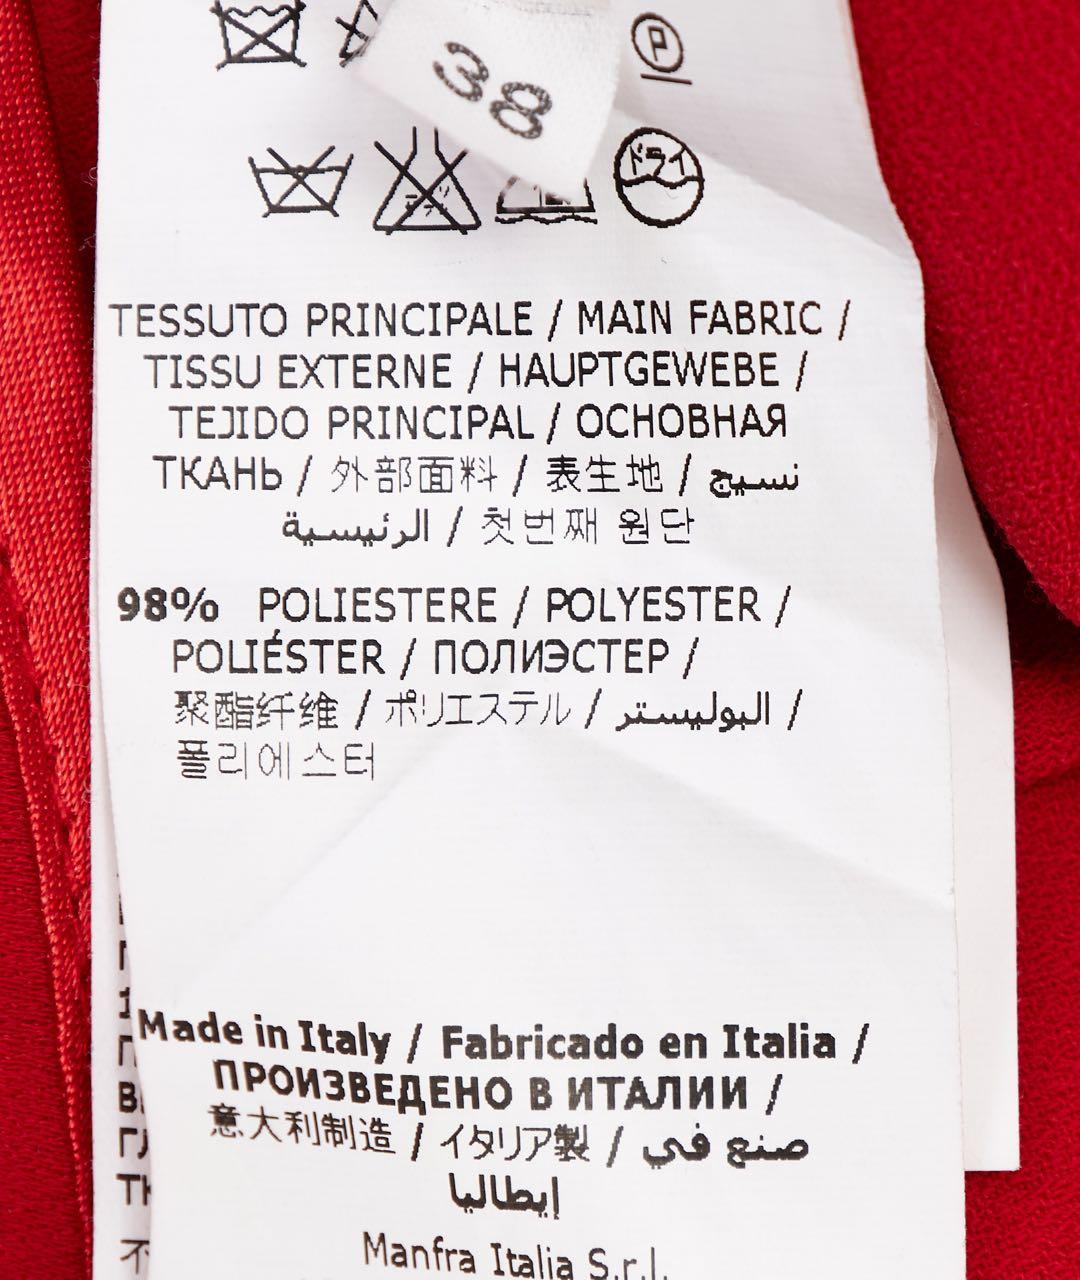 38
P
ドライ
TESSUTO PRINCIPALE / MAIN FABRIC /
TISSU EXTERNE / HAUPTGEWEBE /
TEJIDO PRINCIPAL / ОСНОВНАЯ
ТКАНЬ / 外部面料 / 表生地 / نسيج
الرئيسية / 첫번째 원단
98% POLIESTERE / POLYESTER /
POLIÉSTER / ПОЛИЭСТЕР /
聚酯纤维 / ポリエステル / البوليستر /
폴리에스터
Made in Italy / Fabricado en Italia /
ПРОИЗВЕДЕНО В ИТАЛИИ /
意大利制造 / イタリア製 / صنع في
إيطاليا
Manfra Italia S.r.l.